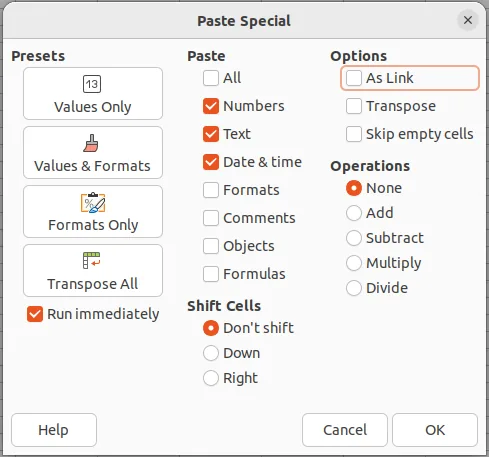 Paste Special
Presets
13
Values Only
Values & Formats
%
Formats Only
Transpose All
Run immediately
Paste
All
Numbers
Text
Date & time
Formats
Comments
Objects
Formulas
Shift Cells
Don't shift
Down
Right
Options
As Link
Transpose
Skip empty cells
Operations
None
Add
Subtract
Multiply
Divide
Help
Cancel
OK